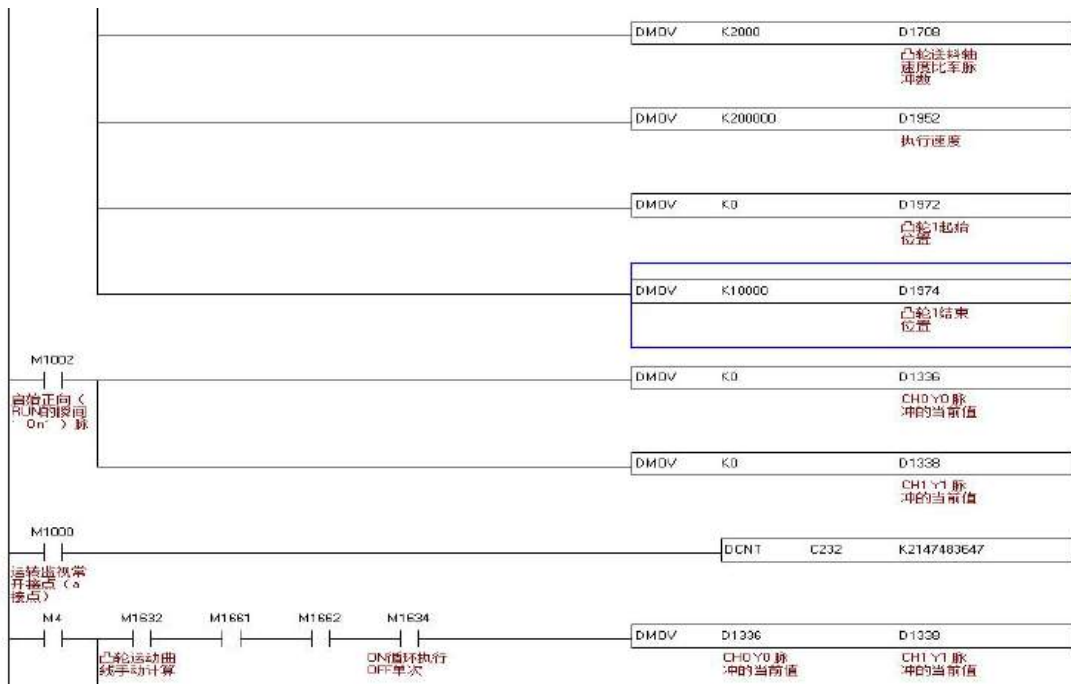 DMOV K2000 D1708
凸轮送料轴
速度比车脉
冲数
DMOV K200000 D1952
执行速度
DMOV K0 D1972
凸轮1起始
位置
DMOV K10000 D1974
凸轮1结束
位置
M1002
DMOV K0 D1336
启始正向（
RUN的瞬间
‘On’）脉
CH0 Y0 脉
冲的当前值
DMOV K0 D1338
CH1 Y1 脉
冲的当前值
M1000
DCNT C232 K2147483647
运转监视常
开接点（a
接点）
M4 M1632 M1661 M1662 M1634
DMOV D1336 D1338
凸轮运动曲
线手动计算
ON循环执行
OFF单次
CH0 Y0 脉
冲的当前值
CH1 Y1 脉
冲的当前值